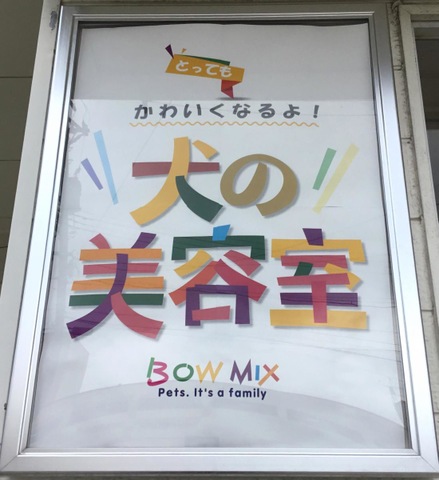 とっても
かわいくなるよ！
犬の
美容室
BOW MIX
Pets. It's a family